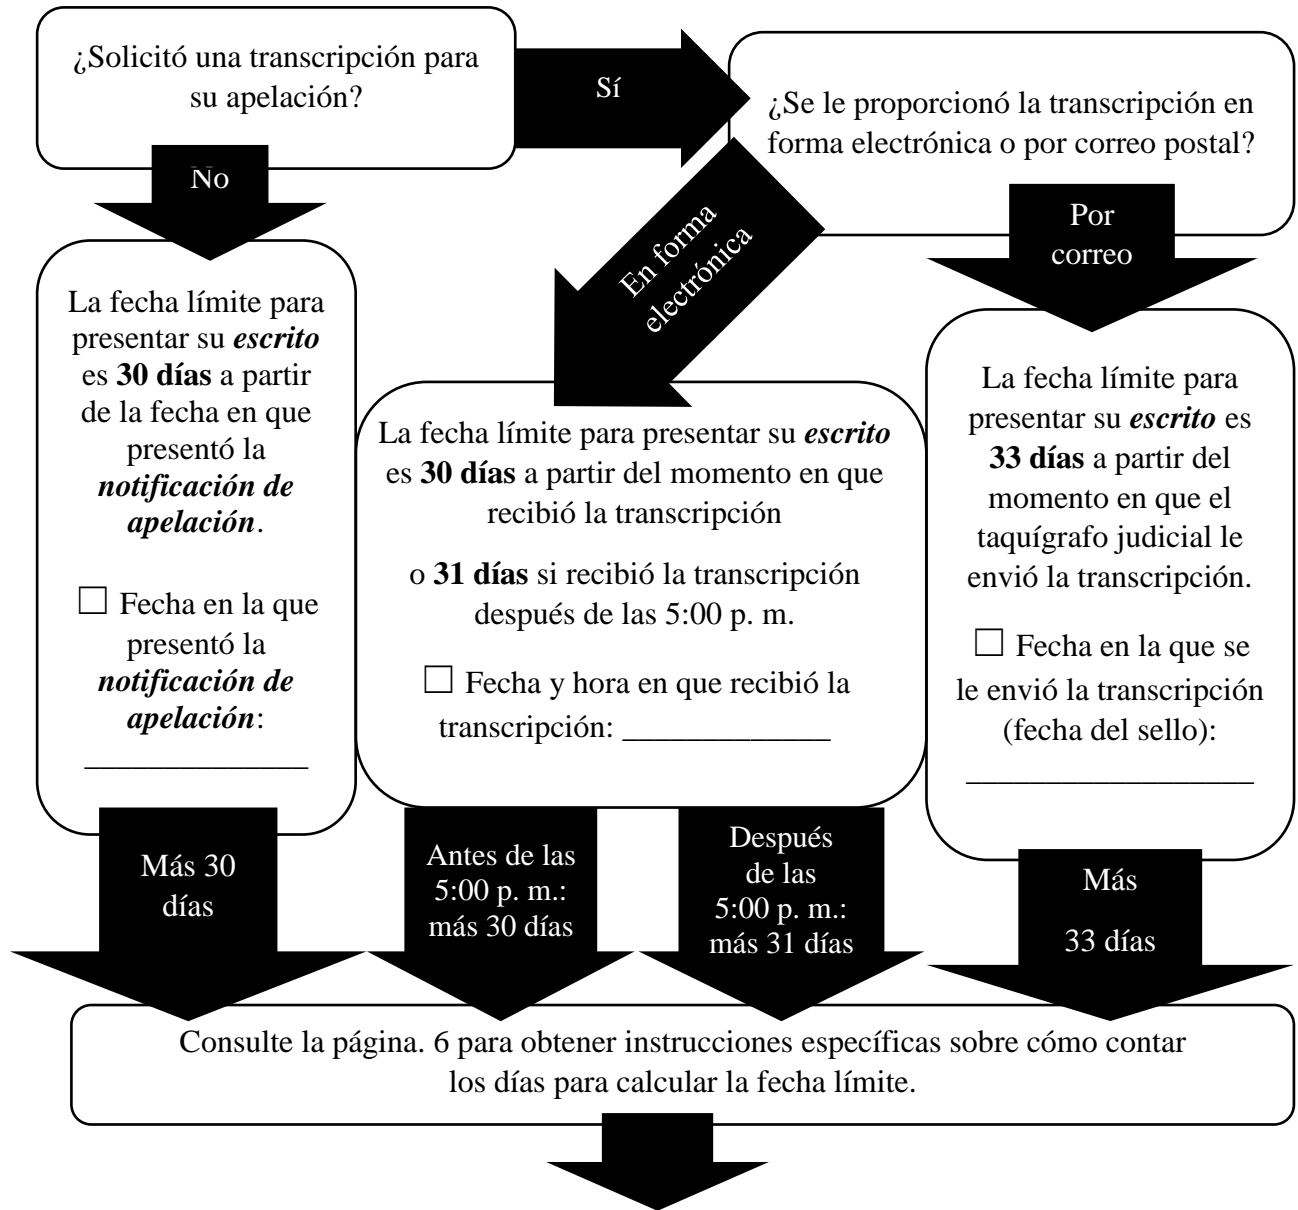 ¿Solicitó una transcripción para
su apelación?
Sí
¿Se le proporcionó la transcripción en
forma electrónica o por correo postal?
No
En forma
electrónica
Por
correo
La fecha límite para
presentar su escrito
es 30 días a partir
de la fecha en que
presentó la
notificación de
apelación.
☐ Fecha en la que
presentó la
notificación de
apelación:
______________
La fecha límite para presentar su escrito
es 30 días a partir del momento en que
recibió la transcripción
o 31 días si recibió la transcripción
después de las 5:00 p. m.
☐ Fecha y hora en que recibió la
transcripción: _____________
La fecha límite para
presentar su escrito es
33 días a partir del
momento en que el
taquígrafo judicial le
envió la transcripción.
☐ Fecha en la que se
le envió la transcripción
(fecha del sello):
__________________
Más 30
días
Antes de las
5:00 p. m.:
más 30 días
Después
de las
5:00 p. m.:
más 31 días
Más
33 días
Consulte la página. 6 para obtener instrucciones específicas sobre cómo contar
los días para calcular la fecha límite.